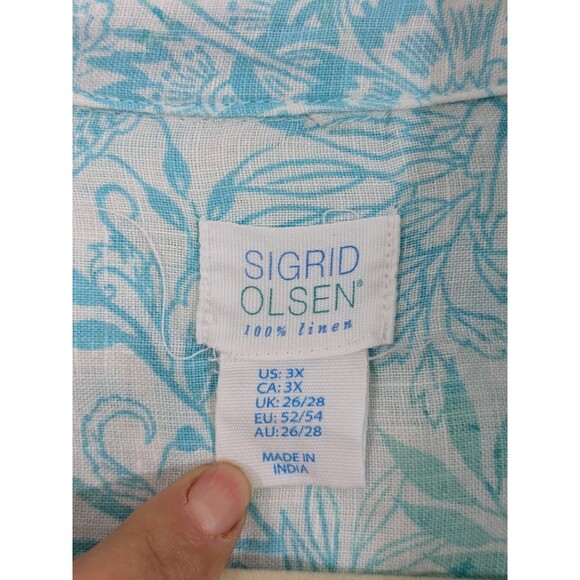 SIGRID
OLSEN®
100% linen
US: 3X
CA: 3X
UK: 26/28
EU: 52/54
AU: 26/28
MADE IN
INDIA